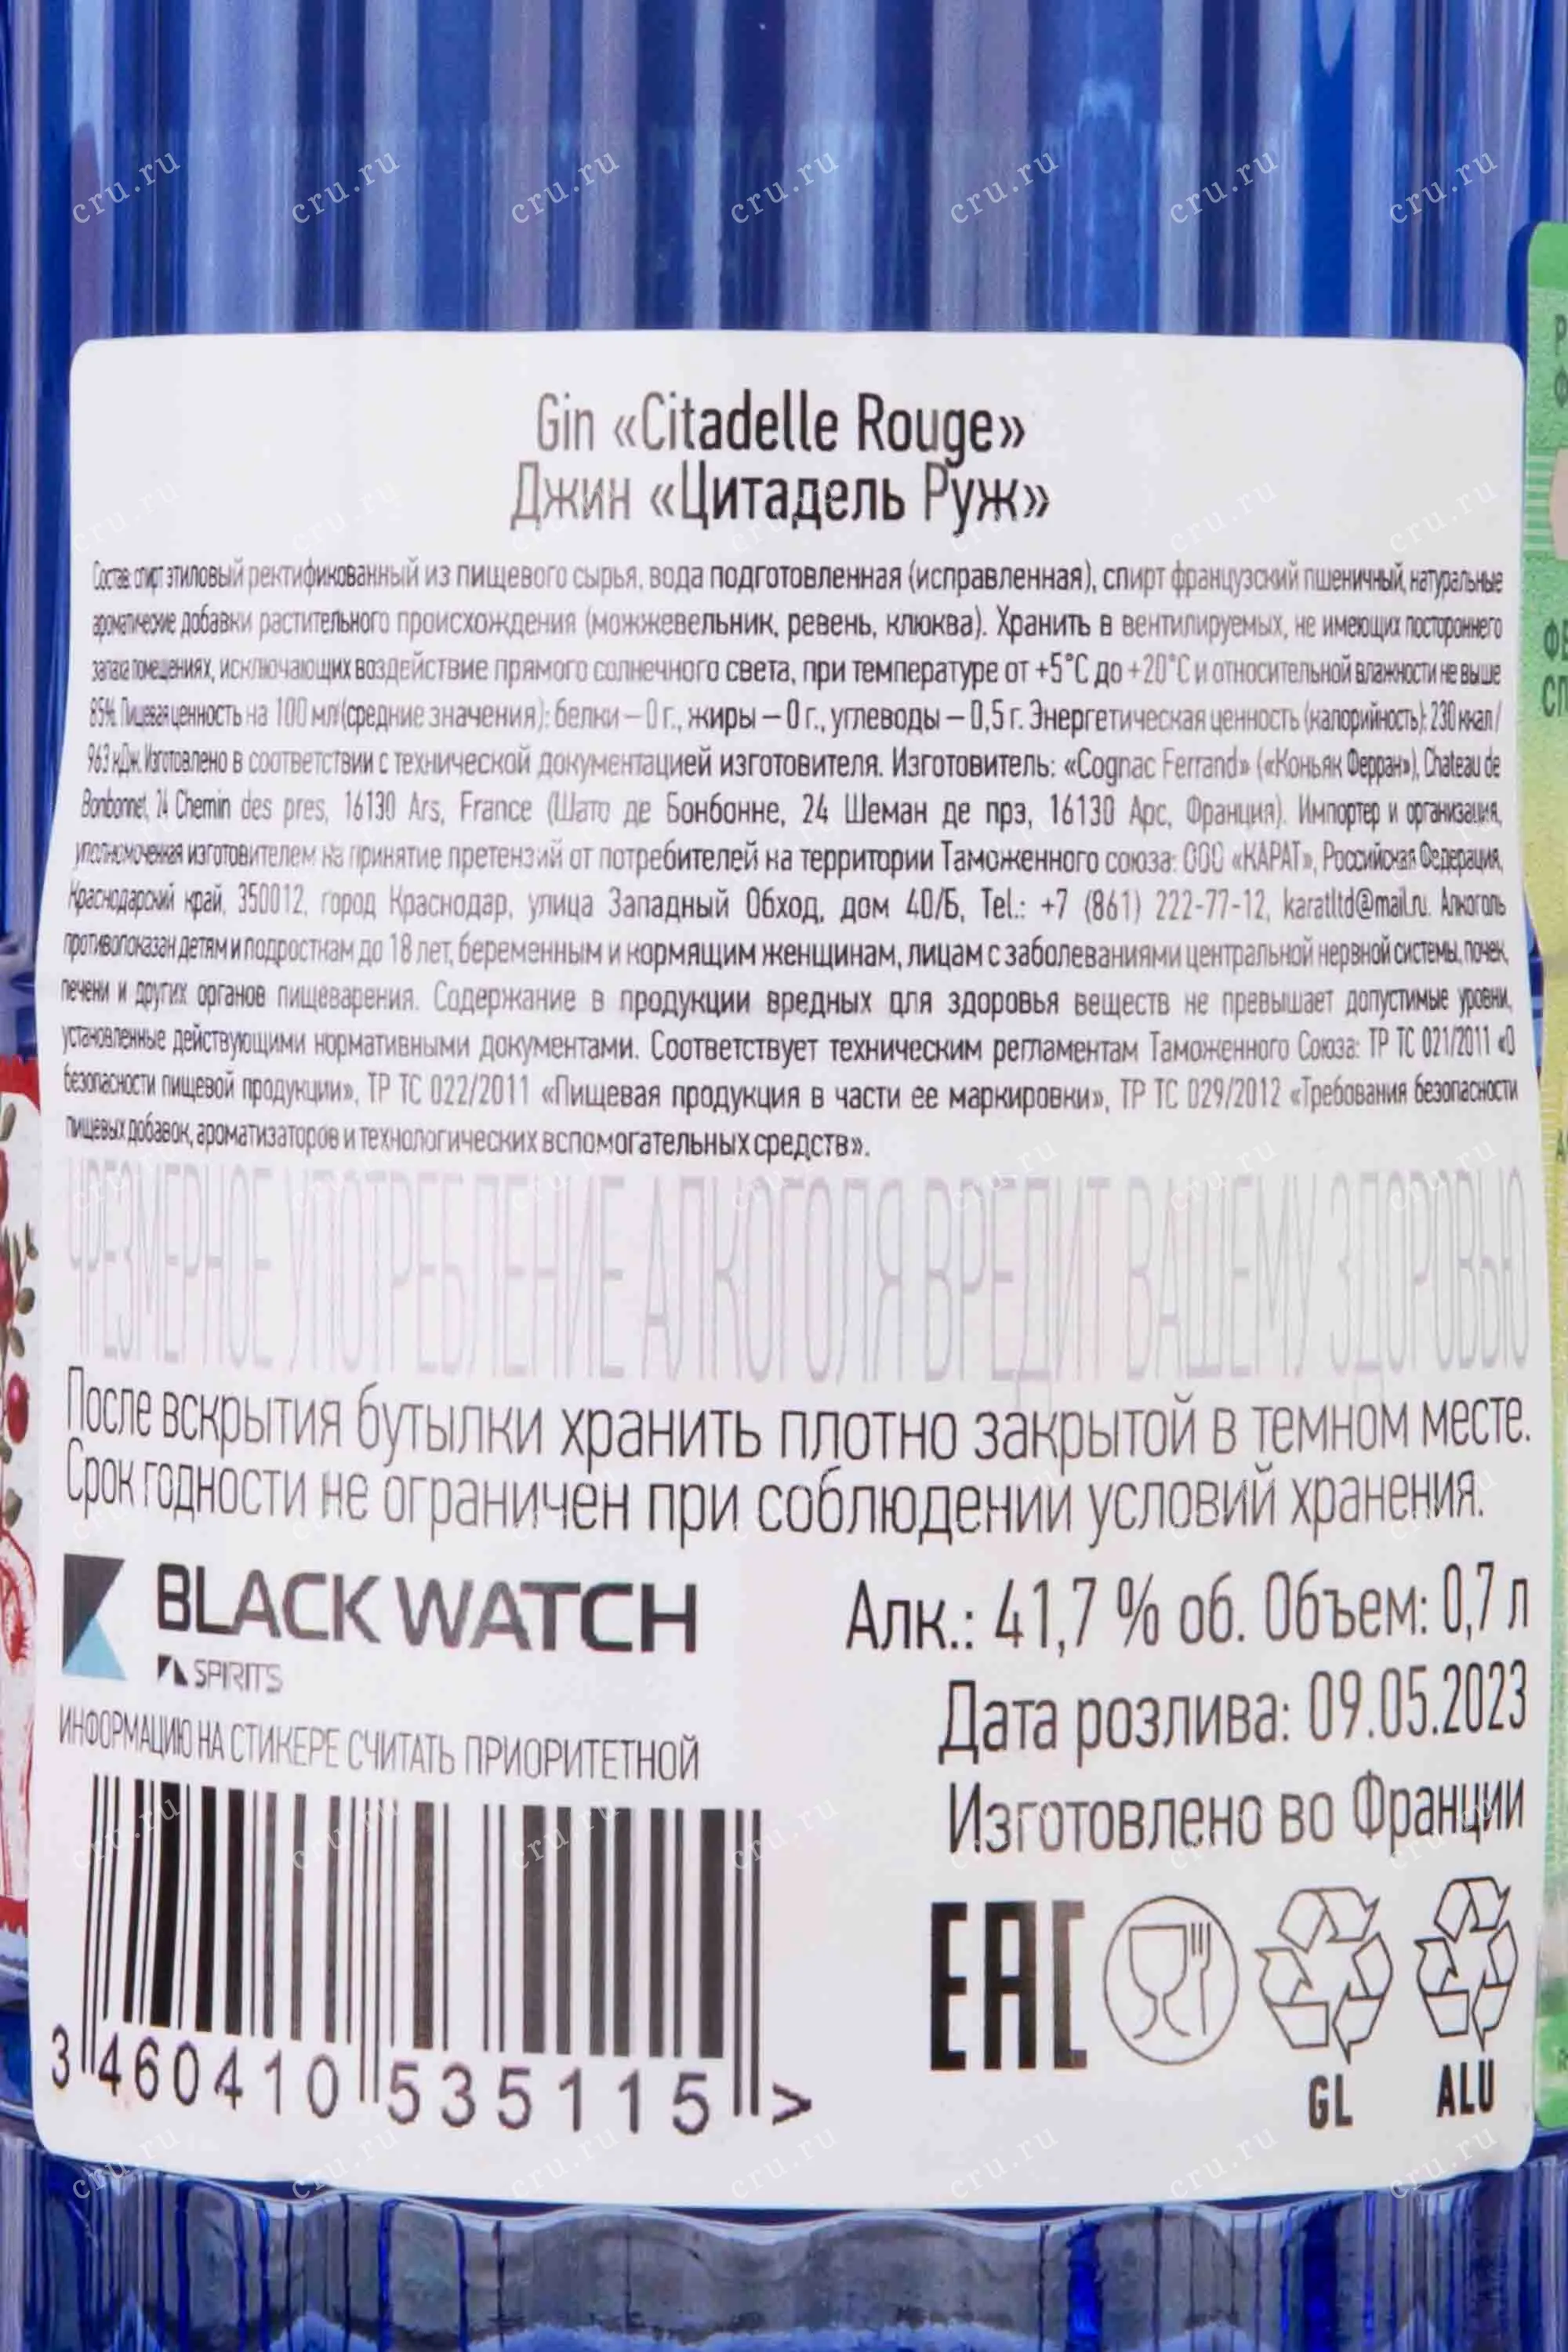 Gin «Citadelle Rouge»
Джин «Цитадель Руж»
Состав: спирт этиловый ректификованный из пищевого сырья, вода подготовленная (исправленная), спирт французский пшеничный, натуральные
ароматические добавки растительного происхождения (можжевельник, ревень, клюква). Хранить в вентилируемых, не имеющих постороннего
запаха помещениях, исключающих воздействие прямого солнечного света, при температуре от +5°С до +20°С и относительной влажности не выше
85%. Пищевая ценность на 100 мл (средние значения): белки – 0 г., жиры – 0 г., углеводы – 0,5 г. Энергетическая ценность (калорийность): 230 ккал/
963 кДж. Изготовлено в соответствии с технической документацией изготовителя. Изготовитель: «Cognac Ferrand» («Коньяк Ферран»), Chateau de
Bonbonnet, 24 Chemin des pres, 16130 Ars, France (Шато де Бонбонне, 24 Шеман де прэ, 16130 Арс, Франция). Импортер и организация,
уполномоченная изготовителем на принятие претензий от потребителей на территории Таможенного союза: ООО «КАРАТ», Российская Федерация,
Краснодарский край, 350012, город Краснодар, улица Западный Обход, дом 40/Б, Tel.: +7 (861) 222-77-12, karatltd@mail.ru. Алкоголь
противопоказан детям и подросткам до 18 лет, беременным и кормящим женщинам, лицам с заболеваниями центральной нервной системы, почек,
печени и других органов пищеварения. Содержание в продукции вредных для здоровья веществ не превышает допустимые уровни,
установленные действующими нормативными документами. Соответствует техническим регламентам Таможенного Союза: ТР ТС 021/2011 «О
безопасности пищевой продукции», ТР ТС 022/2011 «Пищевая продукция в части ее маркировки», ТР ТС 029/2012 «Требования безопасности
пищевых добавок, ароматизаторов и технологических вспомогательных средств».
ЧРЕЗМЕРНОЕ УПОТРЕБЛЕНИЕ АЛКОГОЛЯ ВРЕДИТ ВАШЕМУ ЗДОРОВЬЮ
После вскрытия бутылки хранить плотно закрытой в темном месте.
Срок годности не ограничен при соблюдении условий хранения.
BLACK WATCH
SPIRITS
ИНФОРМАЦИЮ НА СТИКЕРЕ СЧИТАТЬ ПРИОРИТЕТНОЙ
3 460410 535115 >
Алк.: 41,7 % об. Объем: 0,7 л
Дата розлива: 09.05.2023
Изготовлено во Франции
EAC
GL
ALU
cru.ru